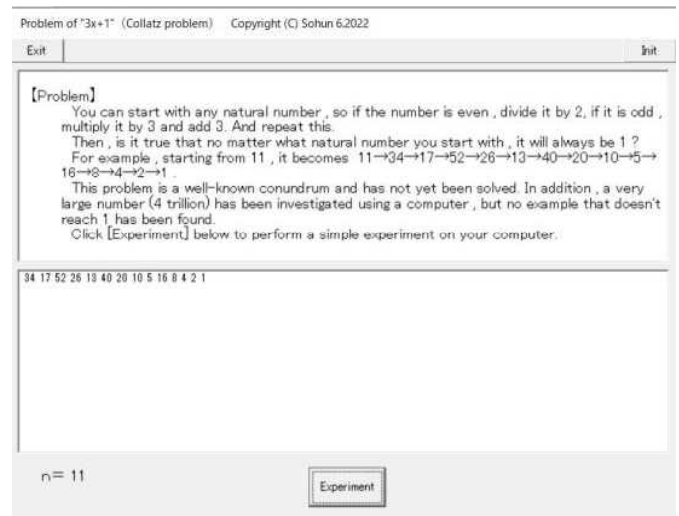 Problem of "3x+1" (Collatz problem) Copyright (C) Sohun 6.2022
Exit Init
【Problem】
You can start with any natural number , so if the number is even , divide it by 2, if it is odd ,
multiply it by 3 and add 3. And repeat this.
Then , is it true that no matter what natural number you start with , it will always be 1 ?
For example , starting from 11 , it becomes 11→34→17→52→26→13→40→20→10→5→
16→8→4→2→1 .
This problem is a well-known conundrum and has not yet been solved. In addition , a very
large number (4 trillion) has been investigated using a computer , but no example that doesn't
reach 1 has been found.
Click [Experiment] below to perform a simple experiment on your computer.
34 17 52 26 13 40 20 10 5 16 8 4 2 1
n= 11
Experiment